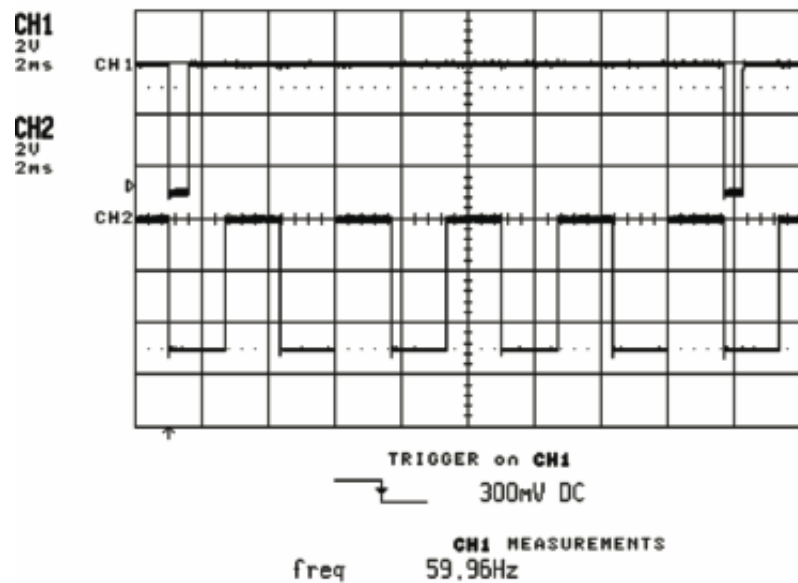 CH1
2V
2ms
CH1
CH2
2V
2ms
D
CH2
TRIGGER on CH1
300mV DC
CH1 MEASUREMENTS
freq 59.96Hz